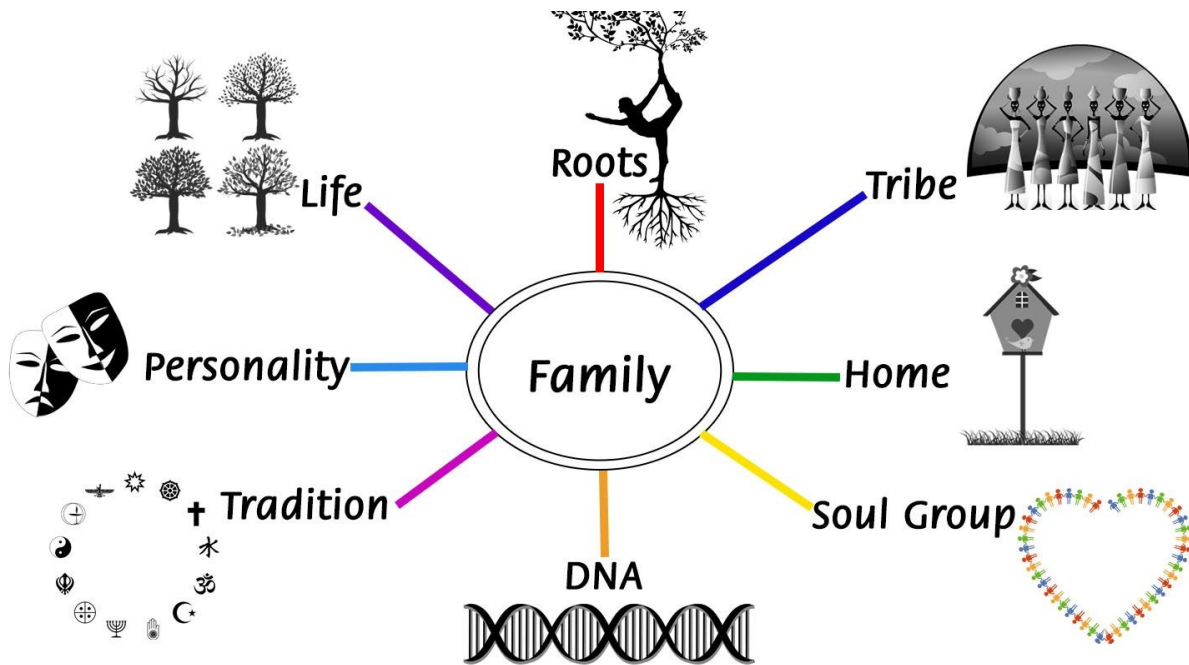 Roots
Life
Tribe
Personality
Family
Home
Tradition
Soul Group
DNA